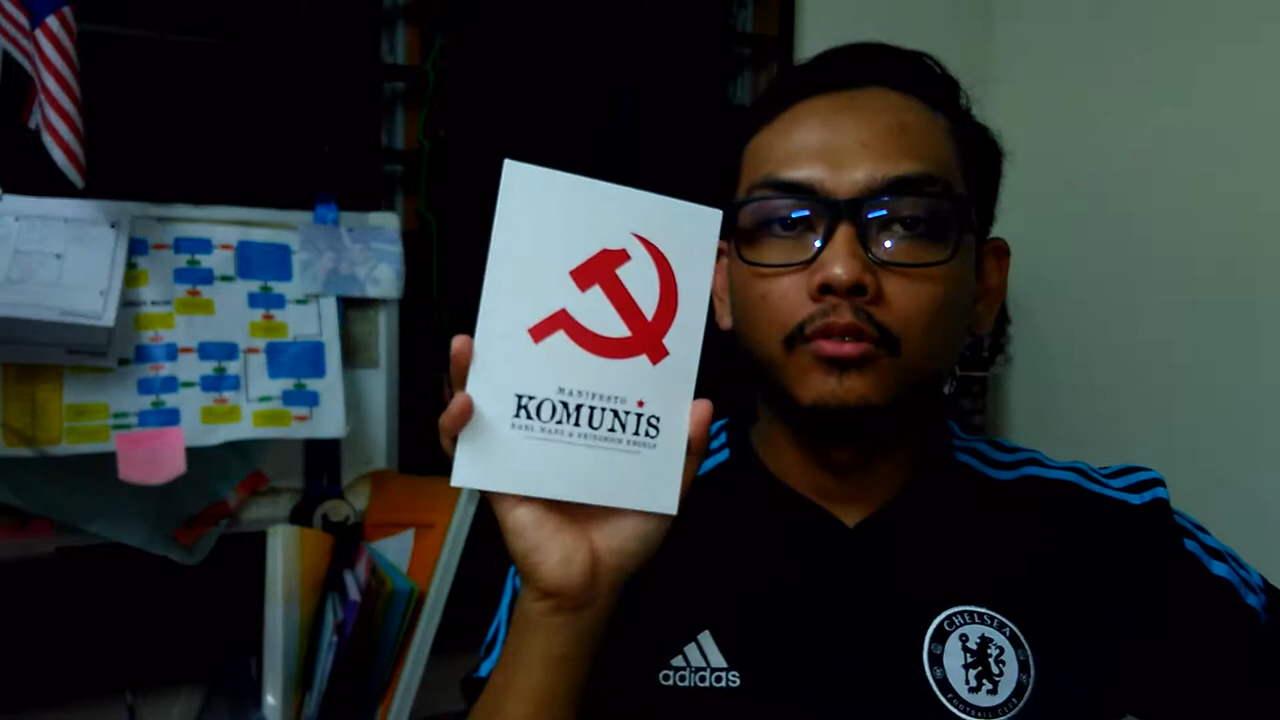 MANIFESTO
KOMUNIS
KARL MARX & FRIEDRICH ENGELS
adidas
CHELSEA
FOOTBALL CLUB